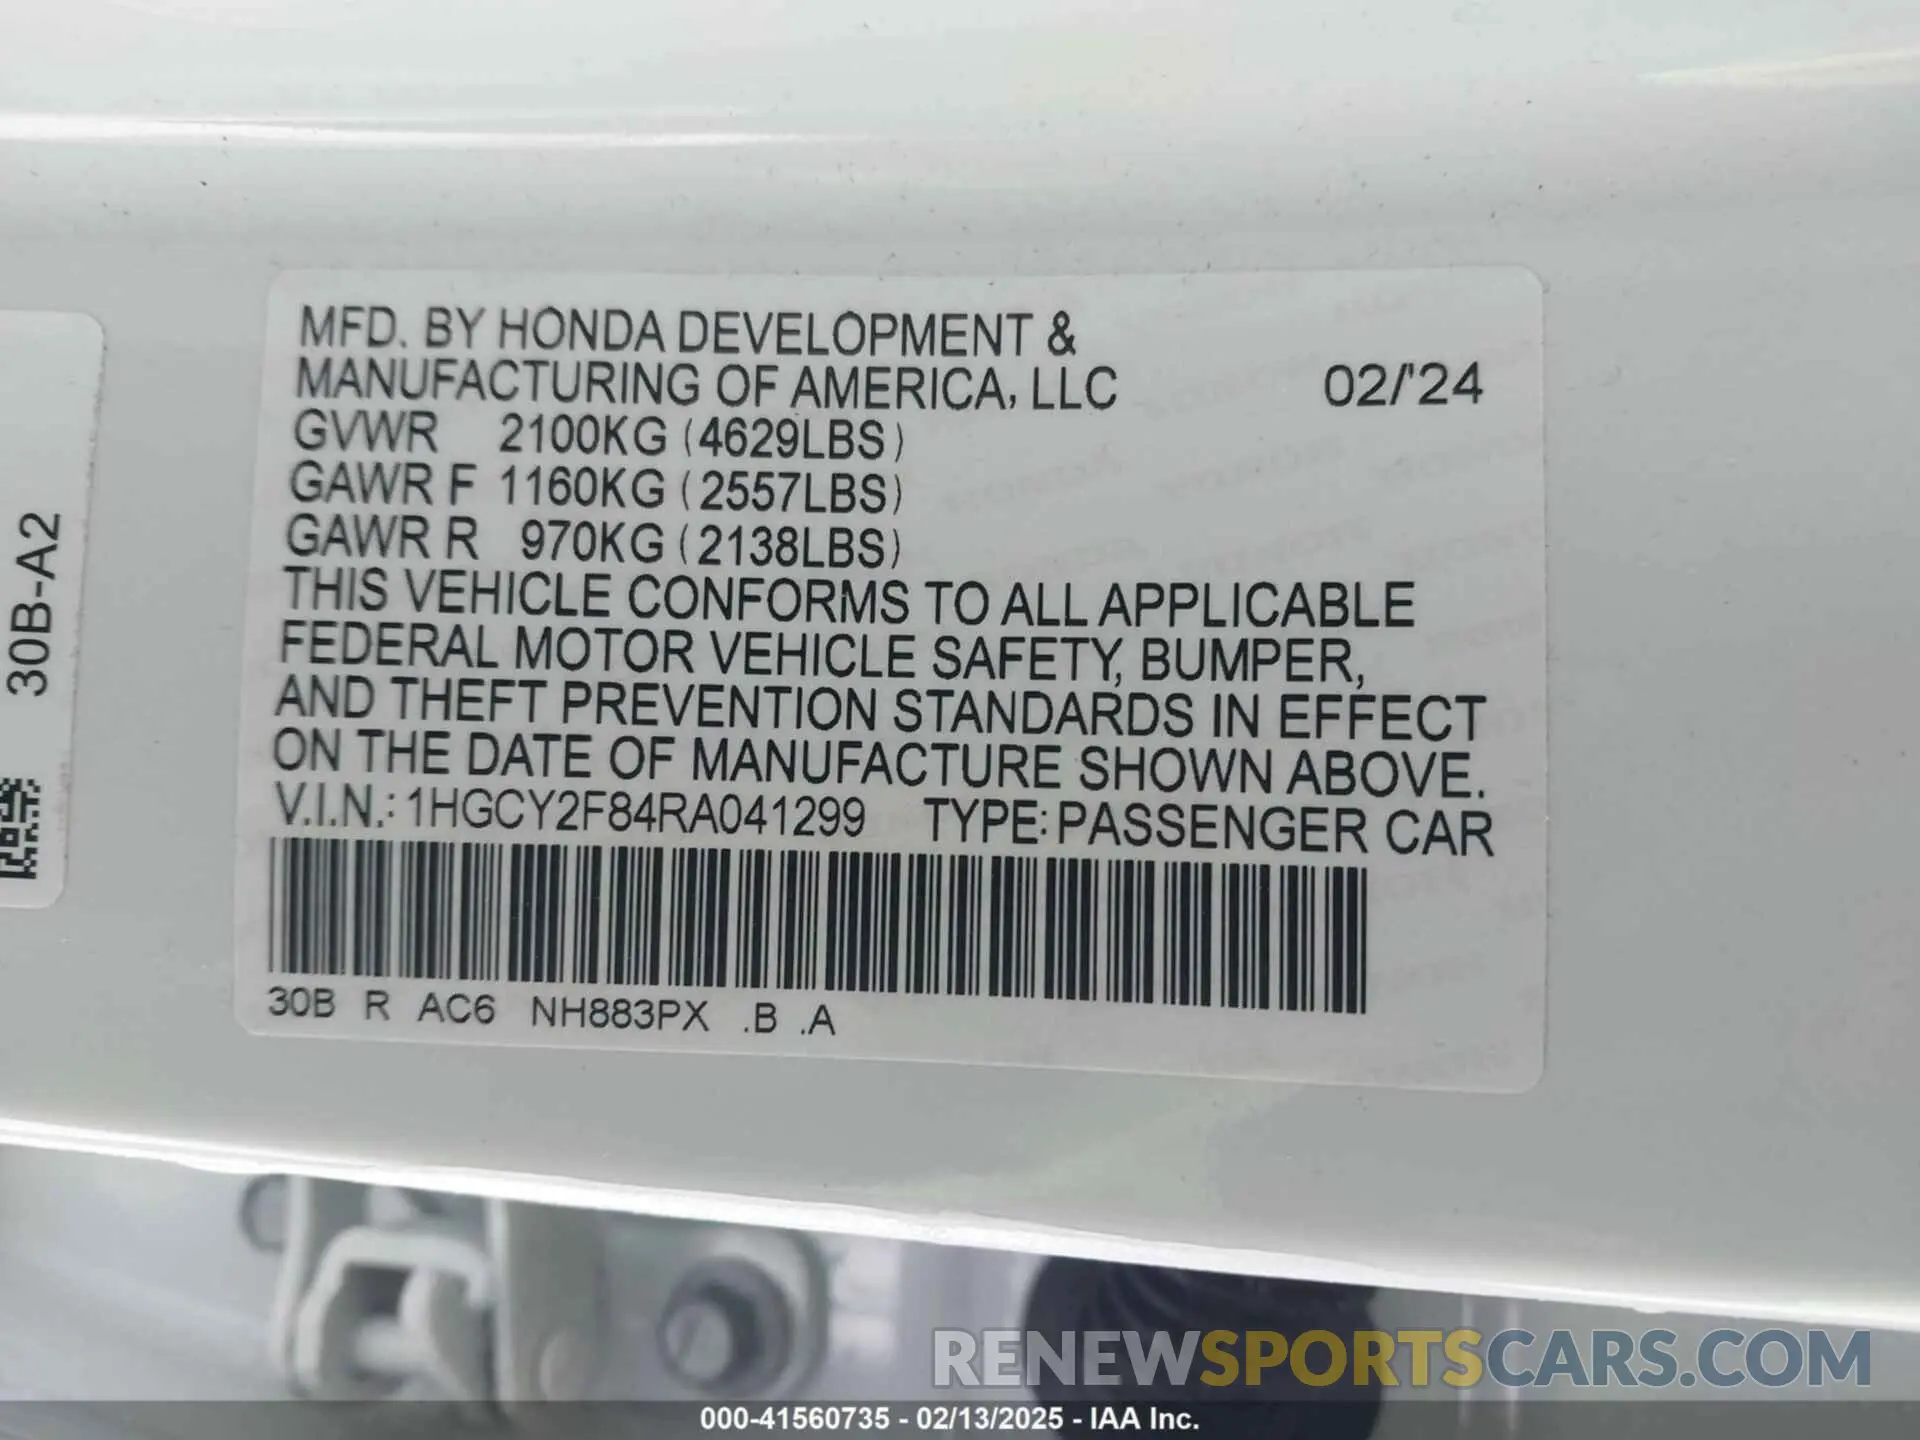 MFD. BY HONDA DEVELOPMENT &
MANUFACTURING OF AMERICA, LLC 02/'24
GVWR 2100KG (4629LBS)
GAWR F 1160KG (2557LBS)
GAWR R 970KG (2138LBS)
THIS VEHICLE CONFORMS TO ALL APPLICABLE
FEDERAL MOTOR VEHICLE SAFETY, BUMPER,
AND THEFT PREVENTION STANDARDS IN EFFECT
ON THE DATE OF MANUFACTURE SHOWN ABOVE.
V.I.N.: 1HGCY2F84RA041299 TYPE: PASSENGER CAR
30B R AC6 NH883PX .B .A
30B-A2
RENEWSPORTSCARS.COM
000-41560735 - 02/13/2025 - IAA Inc.